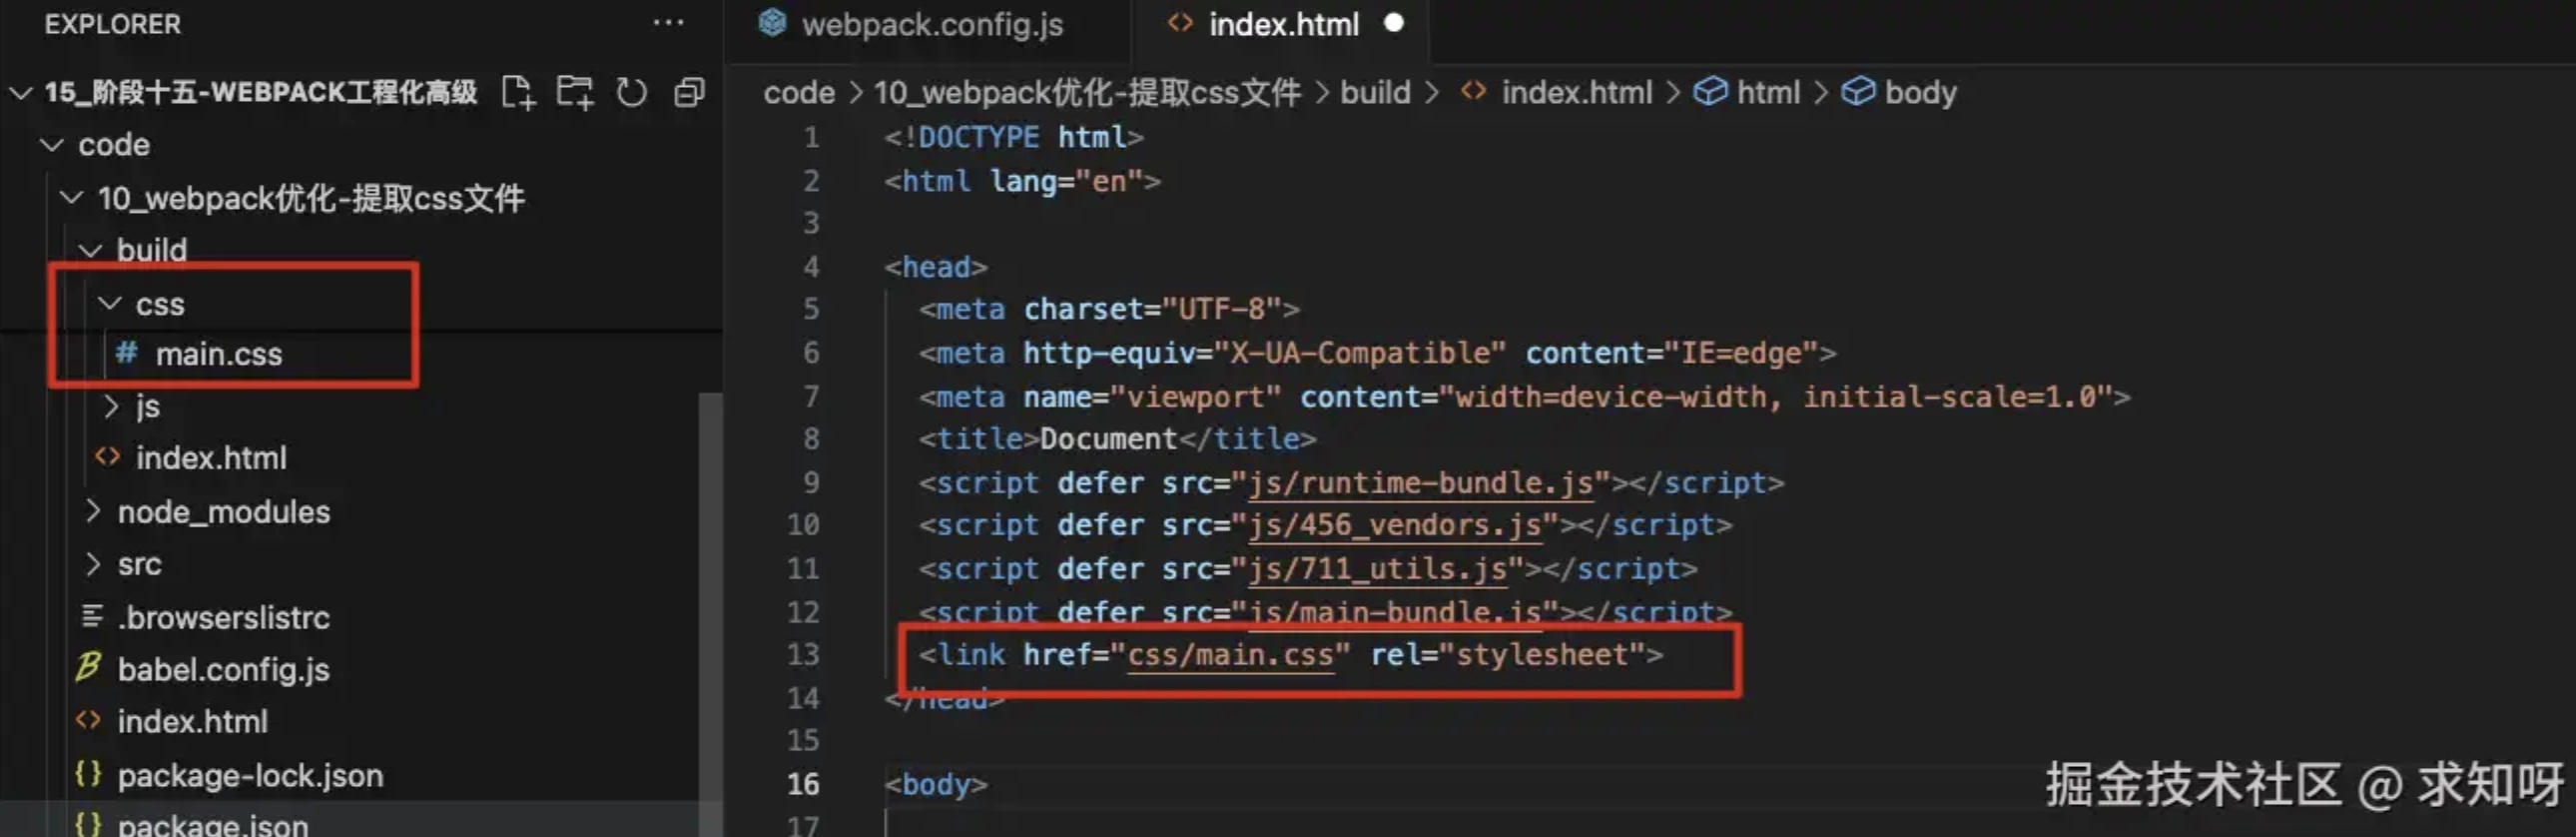 EXPLORER
15_阶段十五-WEBPACK工程化高级
code
10_webpack优化-提取css文件
build
css
# main.css
js
<> index.html
node_modules
src
.browserslistrc
babel.config.js
<> index.html
{} package-lock.json
{} package.json
webpack.config.js
<> index.html
code > 10_webpack优化-提取css文件 > build > <> index.html > html > body
1 <!DOCTYPE html>
2 <html lang="en">
3
4 <head>
5 <meta charset="UTF-8">
6 <meta http-equiv="X-UA-Compatible" content="IE=edge">
7 <meta name="viewport" content="width=device-width, initial-scale=1.0">
8 <title>Document</title>
9 <script defer src="js/runtime-bundle.js"></script>
10 <script defer src="js/456_vendors.js"></script>
11 <script defer src="js/711_utils.js"></script>
12 <script defer src="js/main-bundle.js"></script>
13 <link href="css/main.css" rel="stylesheet">
14 </head>
15
16 <body>
17
掘金技术社区 @ 求知呀